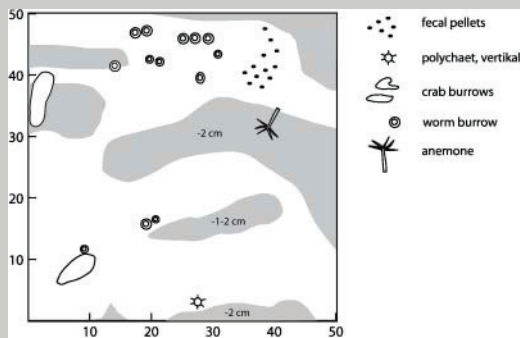 50
40
30
20
10
10 20 30 40 50
-2 cm
-1-2 cm
-2 cm
fecal pellets
polychaet, vertikal
crab burrows
worm burrow
anemone